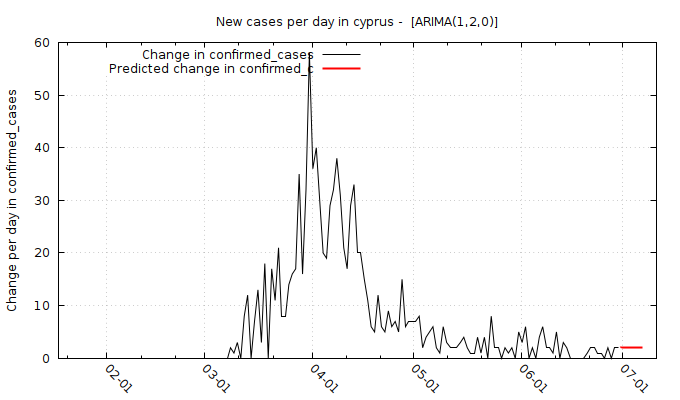 New cases per day in cyprus - [ARIMA(1,2,0)]
Change in confirmed_cases
Predicted change in confirmed_c
Change per day in confirmed_cases
60
50
40
30
20
10
0
02-01 03-01 04-01 05-01 06-01 07-01